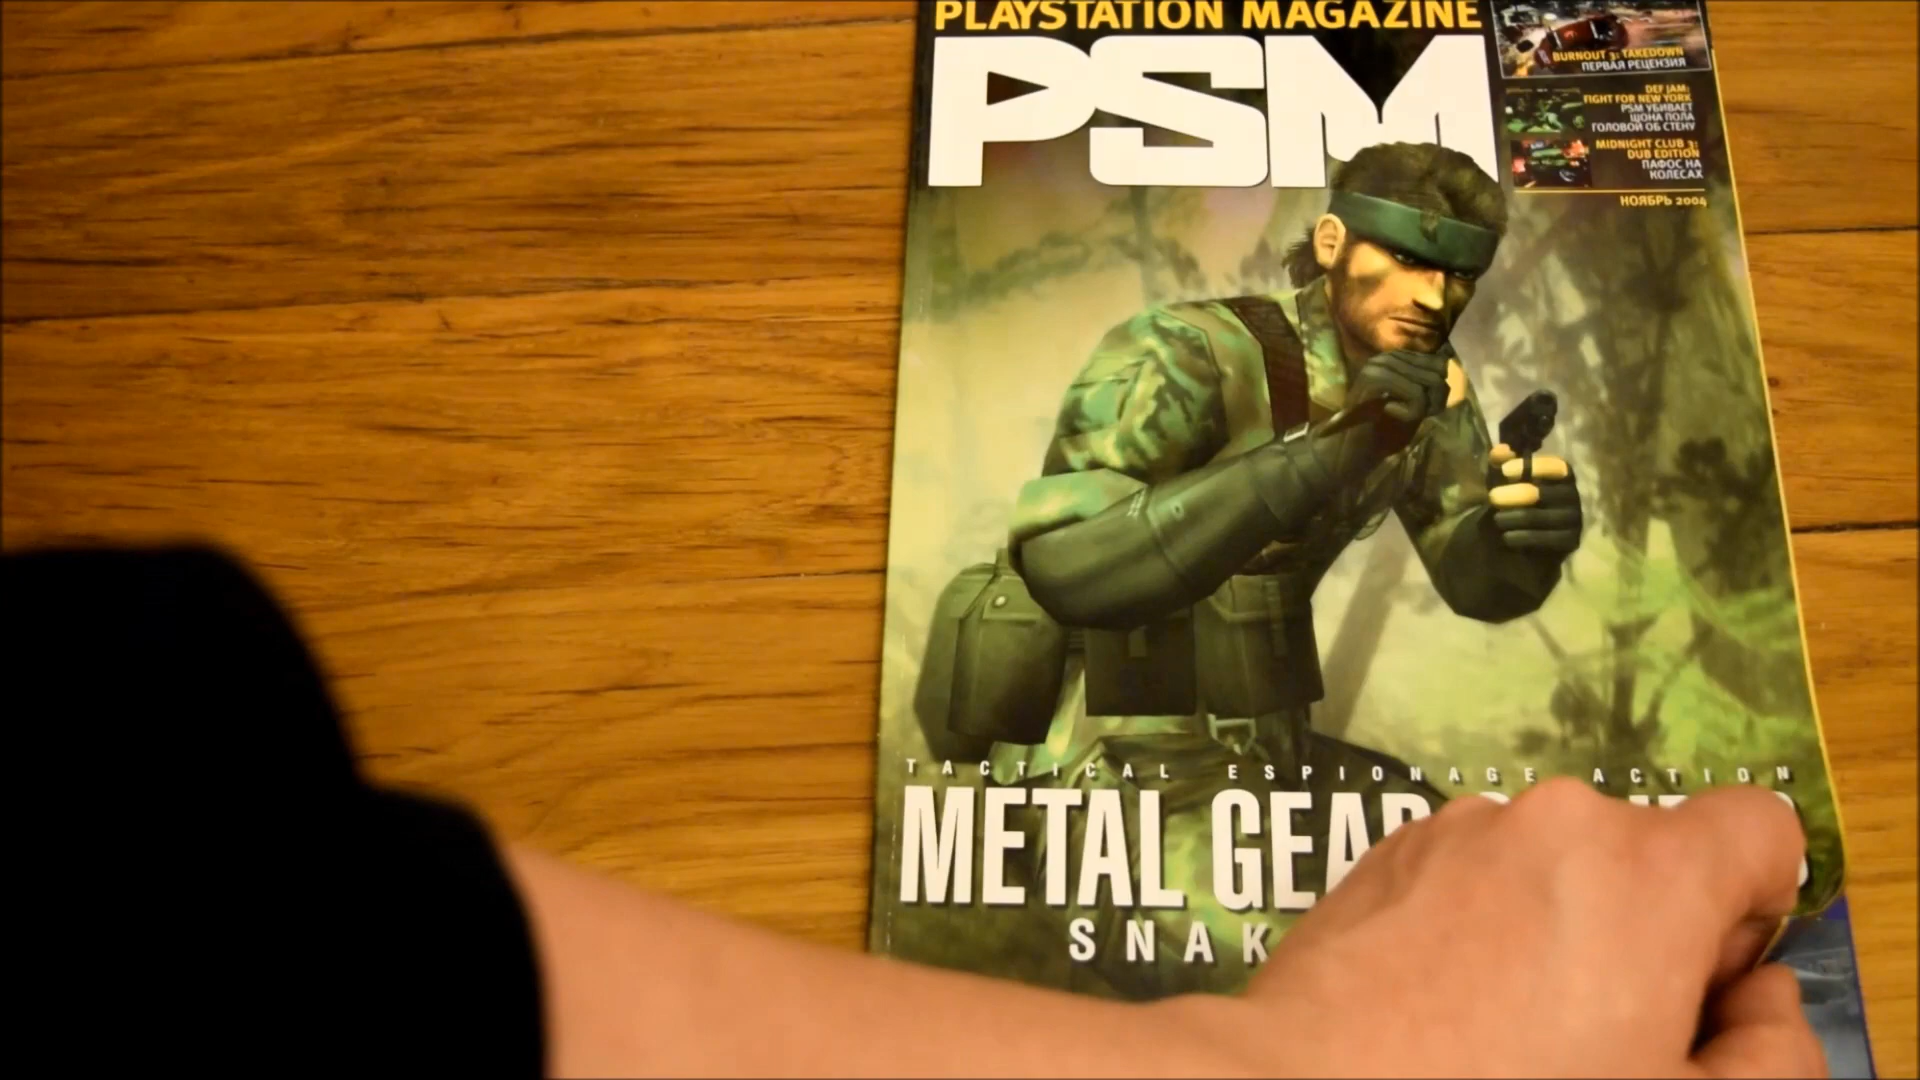 PLAYSTATION MAGAZINE
PSM
BURNOUT 3: TAKEDOWN
ПЕРВАЯ РЕЦЕНЗИЯ
DEF JAM:
FIGHT FOR NEW YORK
PSM УБИВАЕТ
ШОНА ПОЛА
ГОЛОВОЙ ОБ СТЕНУ
MIDNIGHT CLUB 3:
DUB EDITION
ПАФОС НА
КОЛЕСАХ
НОЯБРЬ 2004
TACTICAL ESPIONAGE ACTION
METAL GEAR
SNAK